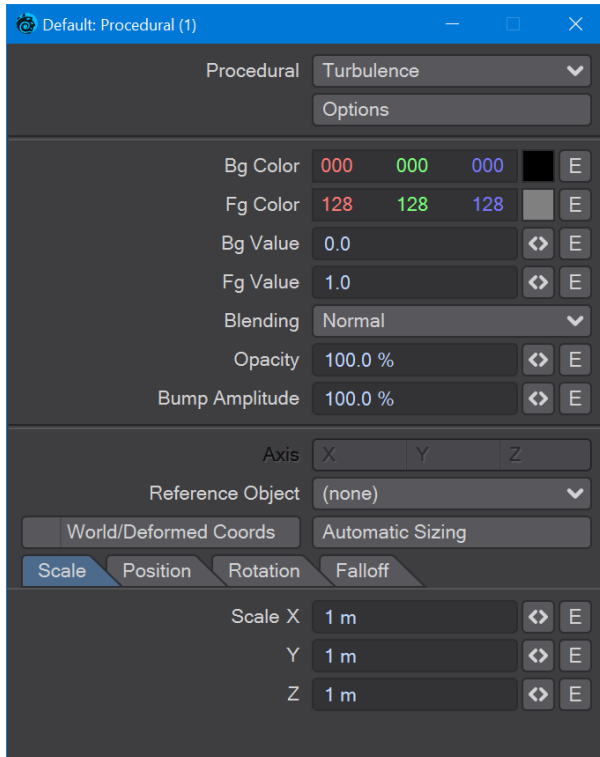 Default: Procedural (1)
Procedural Turbulence
Options
Bg Color 000 000 000 E
Fg Color 128 128 128 E
Bg Value 0.0 E
Fg Value 1.0 E
Blending Normal
Opacity 100.0 % E
Bump Amplitude 100.0 % E
Axis X Y Z
Reference Object (none)
World/Deformed Coords Automatic Sizing
Scale Position Rotation Falloff
Scale X 1 m E
Y 1 m E
Z 1 m E